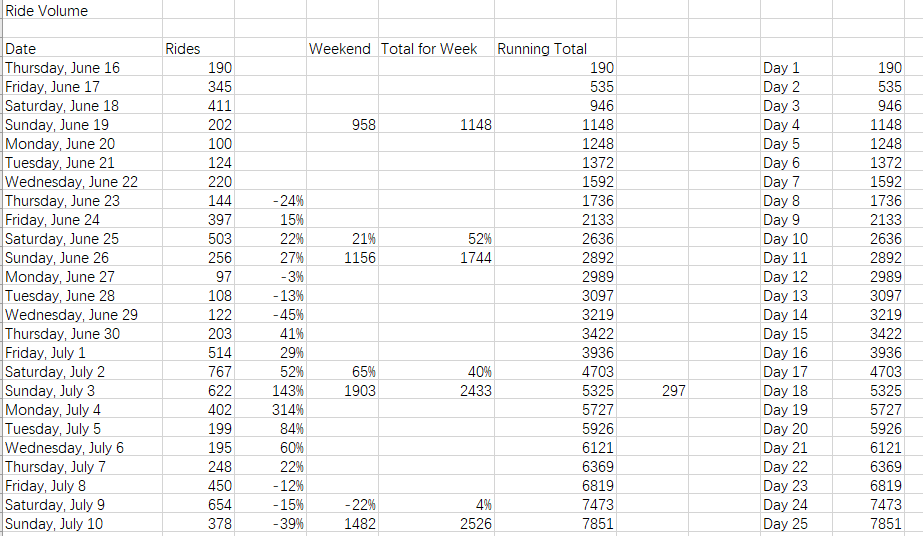 Ride Volume
Date Rides Weekend Total for Week Running Total
Thursday, June 16 190 190 Day 1 190
Friday, June 17 345 535 Day 2 535
Saturday, June 18 411 946 Day 3 946
Sunday, June 19 202 958 1148 1148 Day 4 1148
Monday, June 20 100 1248 Day 5 1248
Tuesday, June 21 124 1372 Day 6 1372
Wednesday, June 22 220 1592 Day 7 1592
Thursday, June 23 144 -24% 1736 Day 8 1736
Friday, June 24 397 15% 2133 Day 9 2133
Saturday, June 25 503 22% 21% 52% 2636 Day 10 2636
Sunday, June 26 256 27% 1156 1744 2892 Day 11 2892
Monday, June 27 97 -3% 2989 Day 12 2989
Tuesday, June 28 108 -13% 3097 Day 13 3097
Wednesday, June 29 122 -45% 3219 Day 14 3219
Thursday, June 30 203 41% 3422 Day 15 3422
Friday, July 1 514 29% 3936 Day 16 3936
Saturday, July 2 767 52% 65% 40% 4703 Day 17 4703
Sunday, July 3 622 143% 1903 2433 5325 297 Day 18 5325
Monday, July 4 402 314% 5727 Day 19 5727
Tuesday, July 5 199 84% 5926 Day 20 5926
Wednesday, July 6 195 60% 6121 Day 21 6121
Thursday, July 7 248 22% 6369 Day 22 6369
Friday, July 8 450 -12% 6819 Day 23 6819
Saturday, July 9 654 -15% -22% 4% 7473 Day 24 7473
Sunday, July 10 378 -39% 1482 2526 7851 Day 25 7851